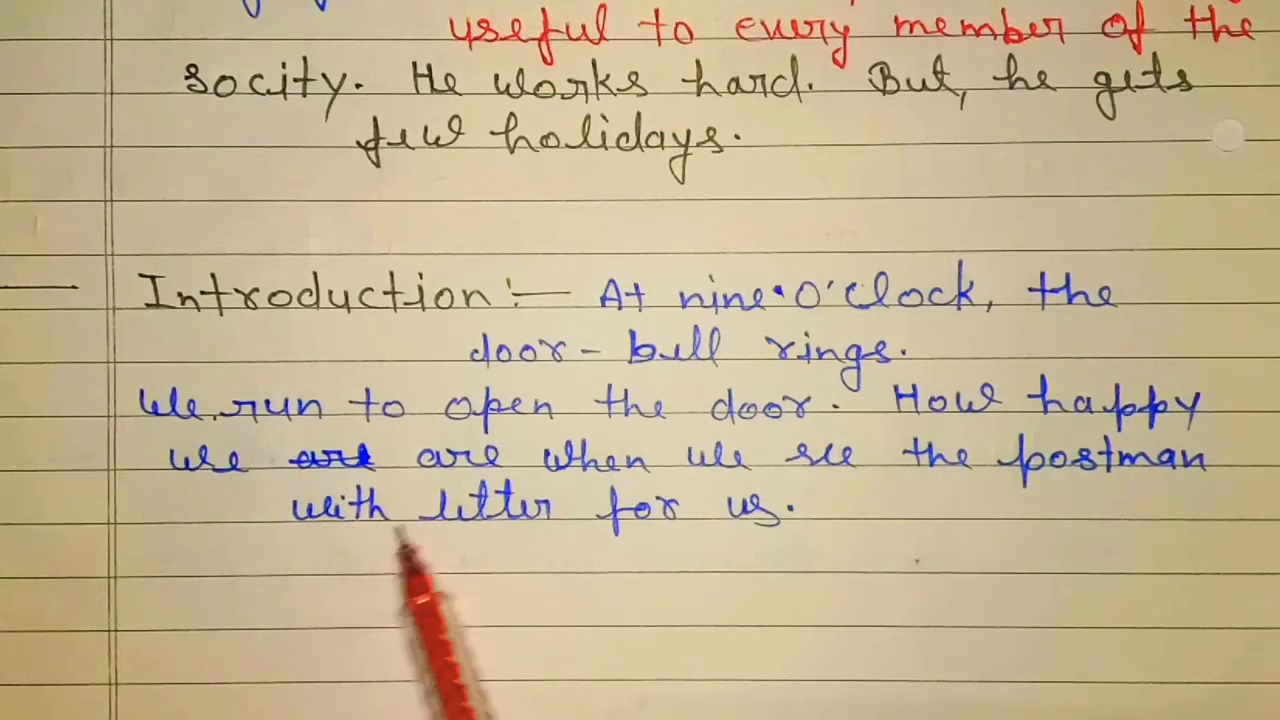 useful to every member of the
socity. He works hard. But, he gets
few holidays.
Introduction :- At nine O'clock, the
door-bell rings.
We run to open the door. How happy
we are are when we see the postman
with letter for us.